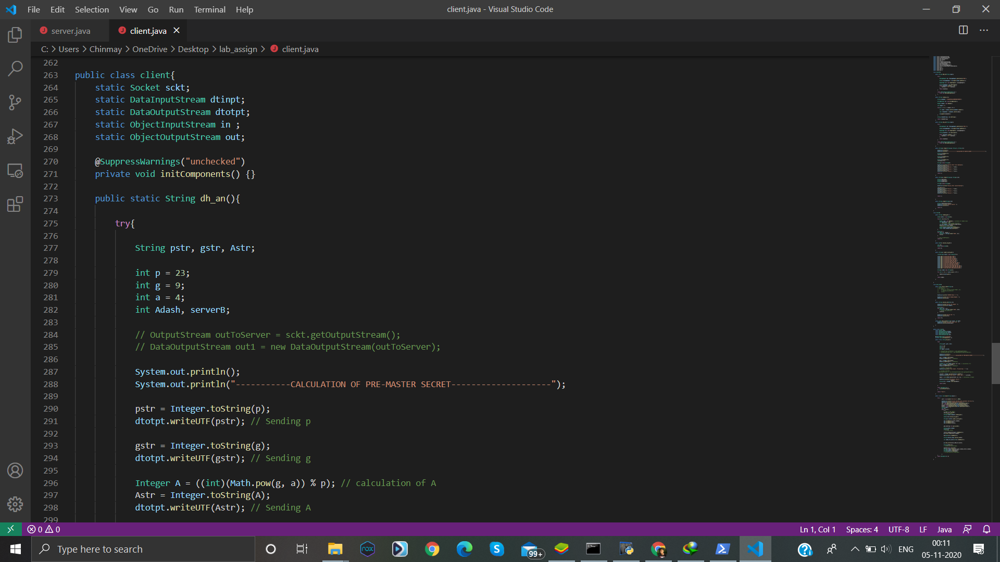 File Edit Selection View Go Run Terminal Help
client.java - Visual Studio Code
server.java
client.java
C: > Users > Chinmay > OneDrive > Desktop > lab_assign > client.java
262
263 public class client{
264 static Socket sckt;
265 static DataInputStream dtinpt;
266 static DataOutputStream dtotpt;
267 static ObjectInputStream in ;
268 static ObjectOutputStream out;
269
270 @SuppressWarnings("unchecked")
271 private void initComponents() {}
272
273 public static String dh_an(){
274
275 try{
276
277 String pstr, gstr, Astr;
278
279 int p = 23;
280 int g = 9;
281 int a = 4;
282 int Adash, serverB;
283
284 // OutputStream outToServer = sckt.getOutputStream();
285 // DataOutputStream out1 = new DataOutputStream(outToServer);
286
287 System.out.println();
288 System.out.println("-----------CALCULATION OF PRE-MASTER SECRET--------------------");
289
290 pstr = Integer.toString(p);
291 dtotpt.writeUTF(pstr); // Sending p
292
293 gstr = Integer.toString(g);
294 dtotpt.writeUTF(gstr); // Sending g
295
296 Integer A = ((int)(Math.pow(g, a)) % p); // calculation of A
297 Astr = Integer.toString(A);
298 dtotpt.writeUTF(Astr); // Sending A
299
0 0
Ln 1, Col 1 Spaces: 4 UTF-8 LF Java
Type here to search
nox
99+
ENG
00:11
05-11-2020